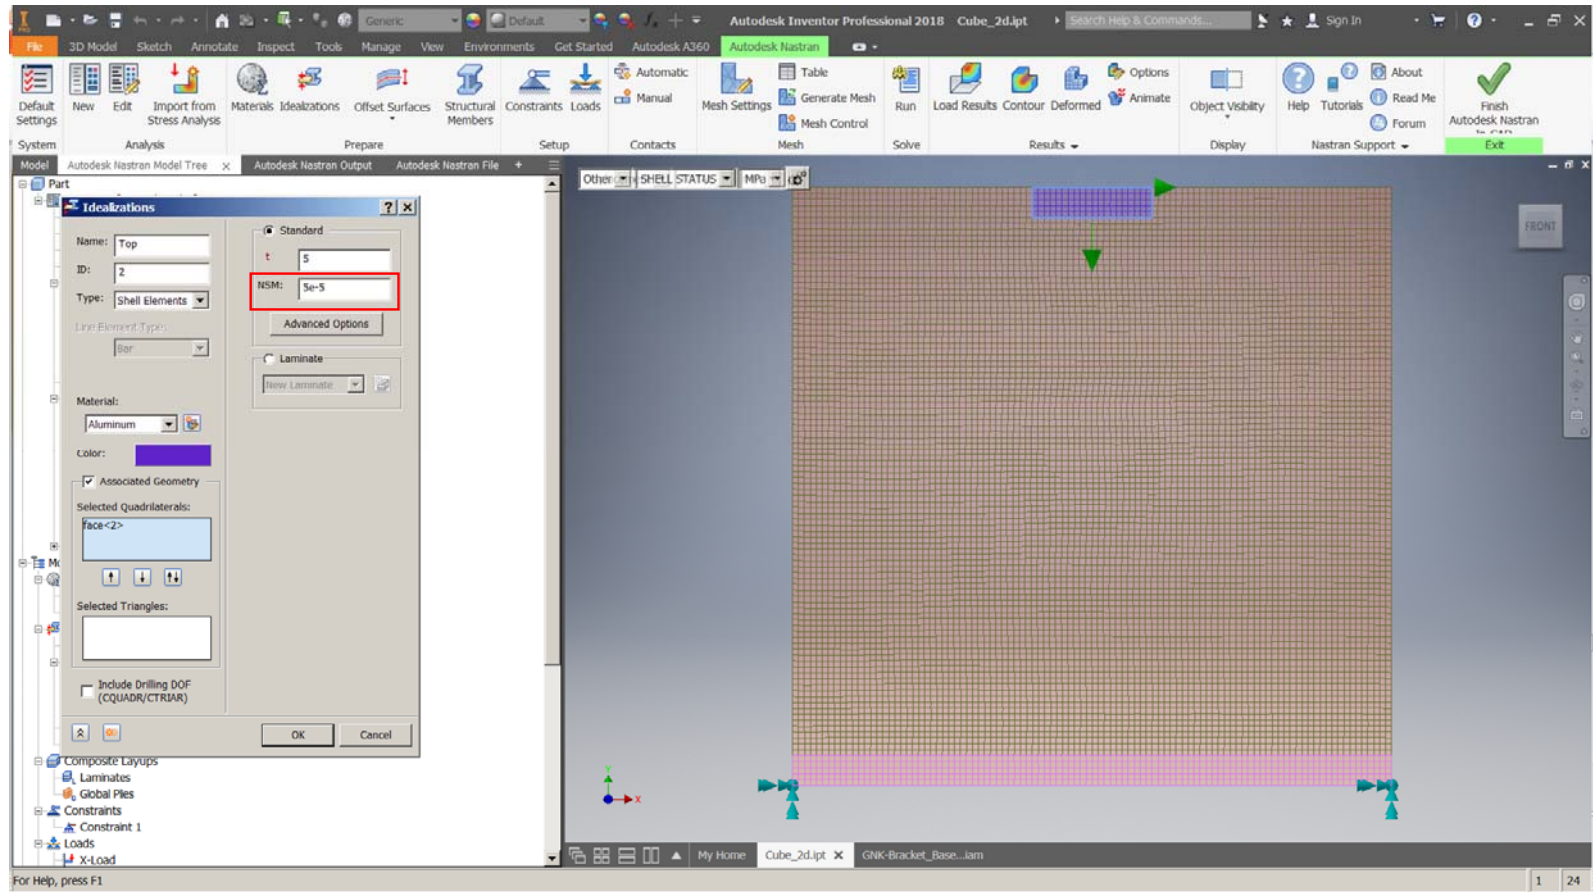 PRO
Generic
Default
Autodesk Inventor Professional 2018 Cube_2d.ipt
Search Help & Commands...
Sign In
File 3D Model Sketch Annotate Inspect Tools Manage View Environments Get Started Autodesk A360 Autodesk Nastran
Default Settings
New
Edit
Import from Stress Analysis
Materials
Idealizations
Offset Surfaces
Structural Members
Constraints
Loads
Automatic
Manual
Mesh Settings
Table
Generate Mesh
Mesh Control
Run
Load Results
Contour
Deformed
Options
Animate
Object Visibility
Help
Tutorials
About
Read Me
Forum
Finish
Autodesk Nastran
In-CAD
System Analysis Prepare Setup Contacts Mesh Solve Results Display Nastran Support Exit
Model Autodesk Nastran Model Tree x Autodesk Nastran Output Autodesk Nastran File +
Part
Idealizations
Name: Top
ID: 2
Type: Shell Elements
Line Element Type:
Bar
Material:
Aluminum
Color:
Associated Geometry
Selected Quadrilaterals:
face<2>
Selected Triangles:
Include Drilling DOF
(CQUADR/CTRIAR)
Standard
t 5
NSM: 5e-5
Advanced Options
Laminate
New Laminate
OK Cancel
Mo
Composite Layups
Laminates
Global Plies
Constraints
Constraint 1
Loads
X-Load
Other SHELL STATUS MPa
FRONT
Y
X
My Home Cube_2d.ipt X GNK-Bracket_Base...iam
For Help, press F1
1 24